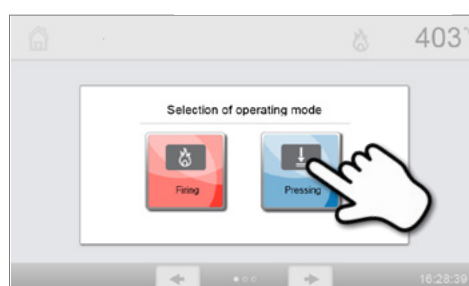 403°
Selection of operating mode
Firing
Pressing
16:28:39